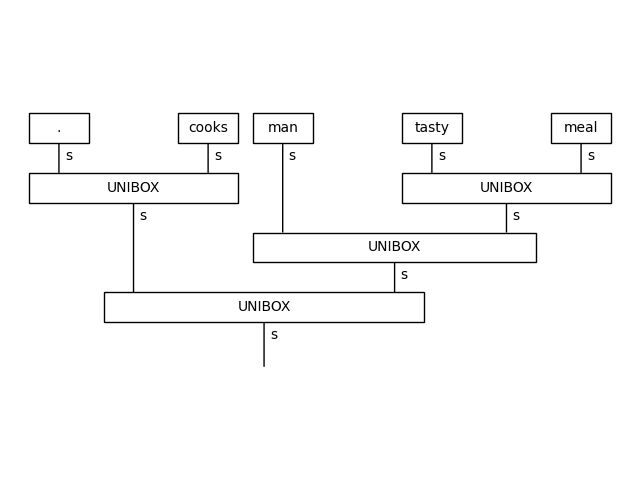 . cooks man tasty meal
s s s s s
UNIBOX UNIBOX
s s
UNIBOX
s
UNIBOX
s